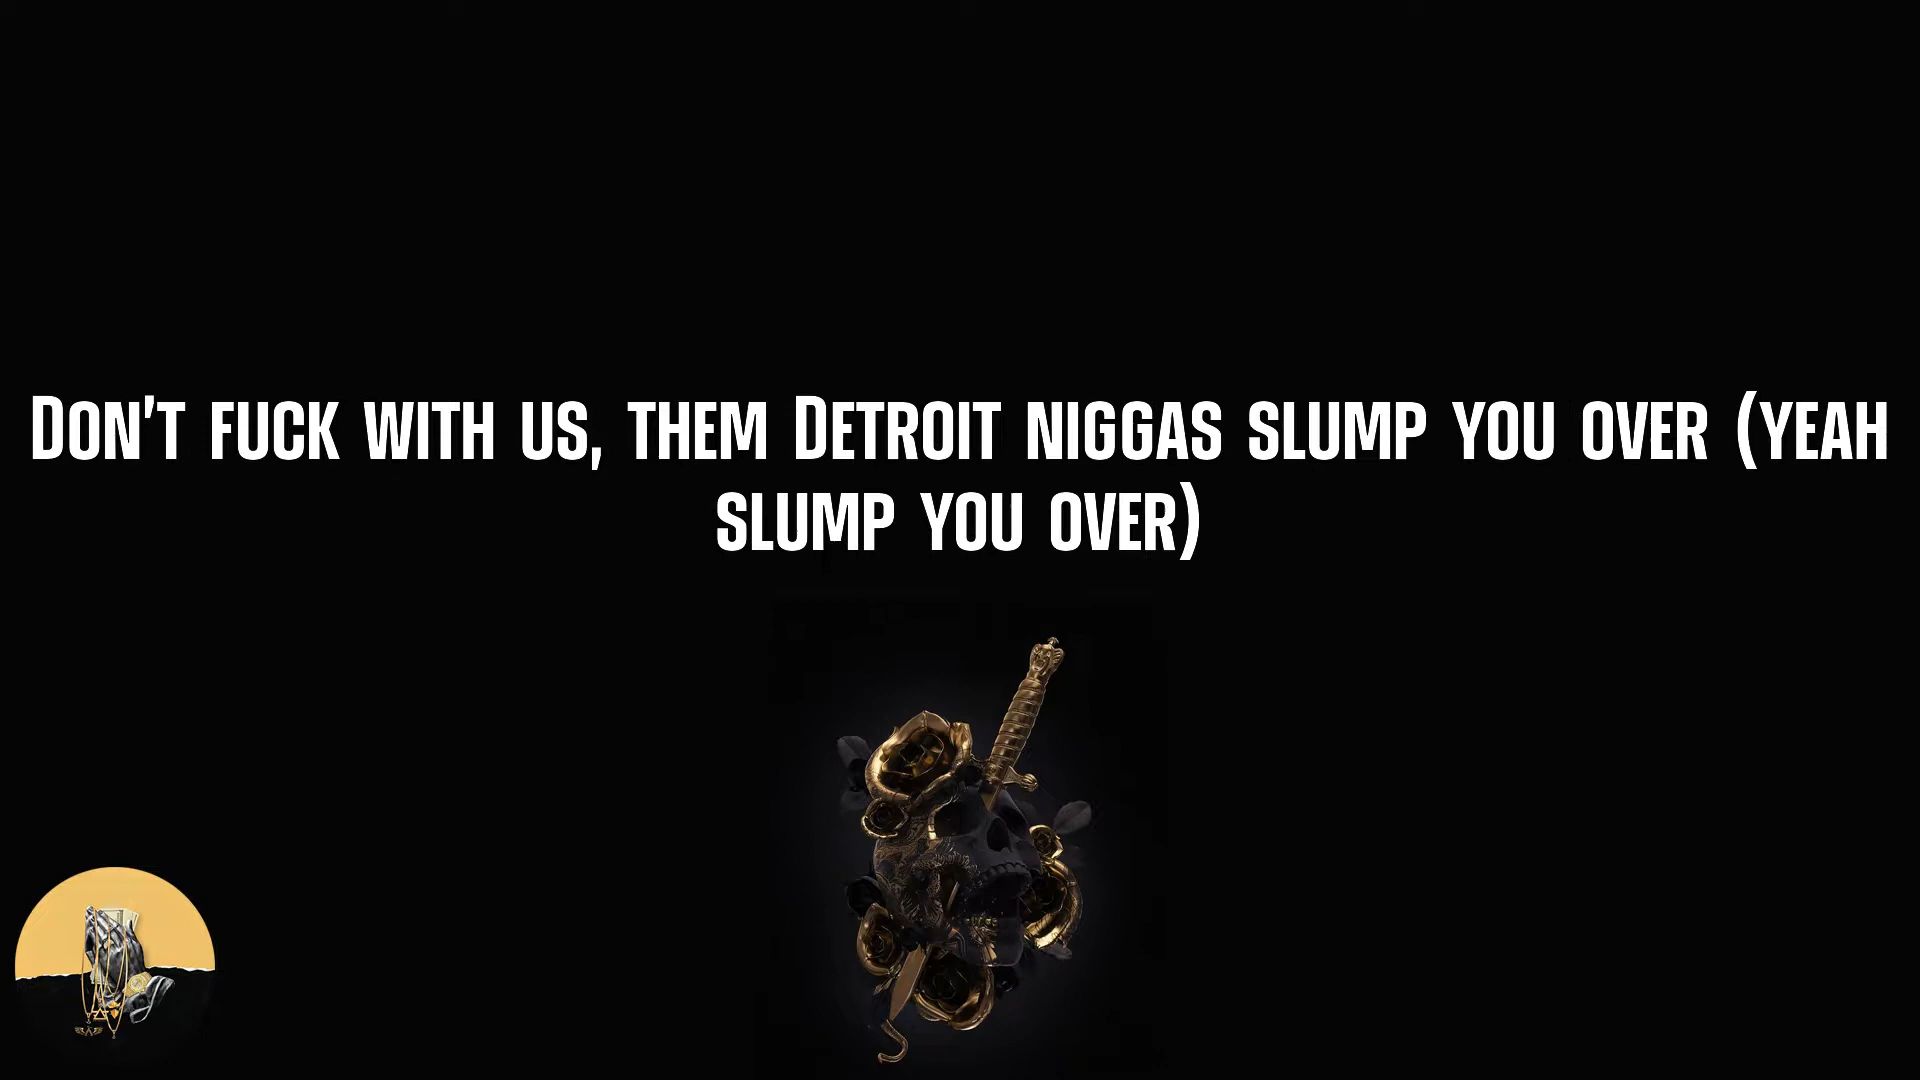 Don't fuck with us, them Detroit niggas slump you over (yeah
slump you over)